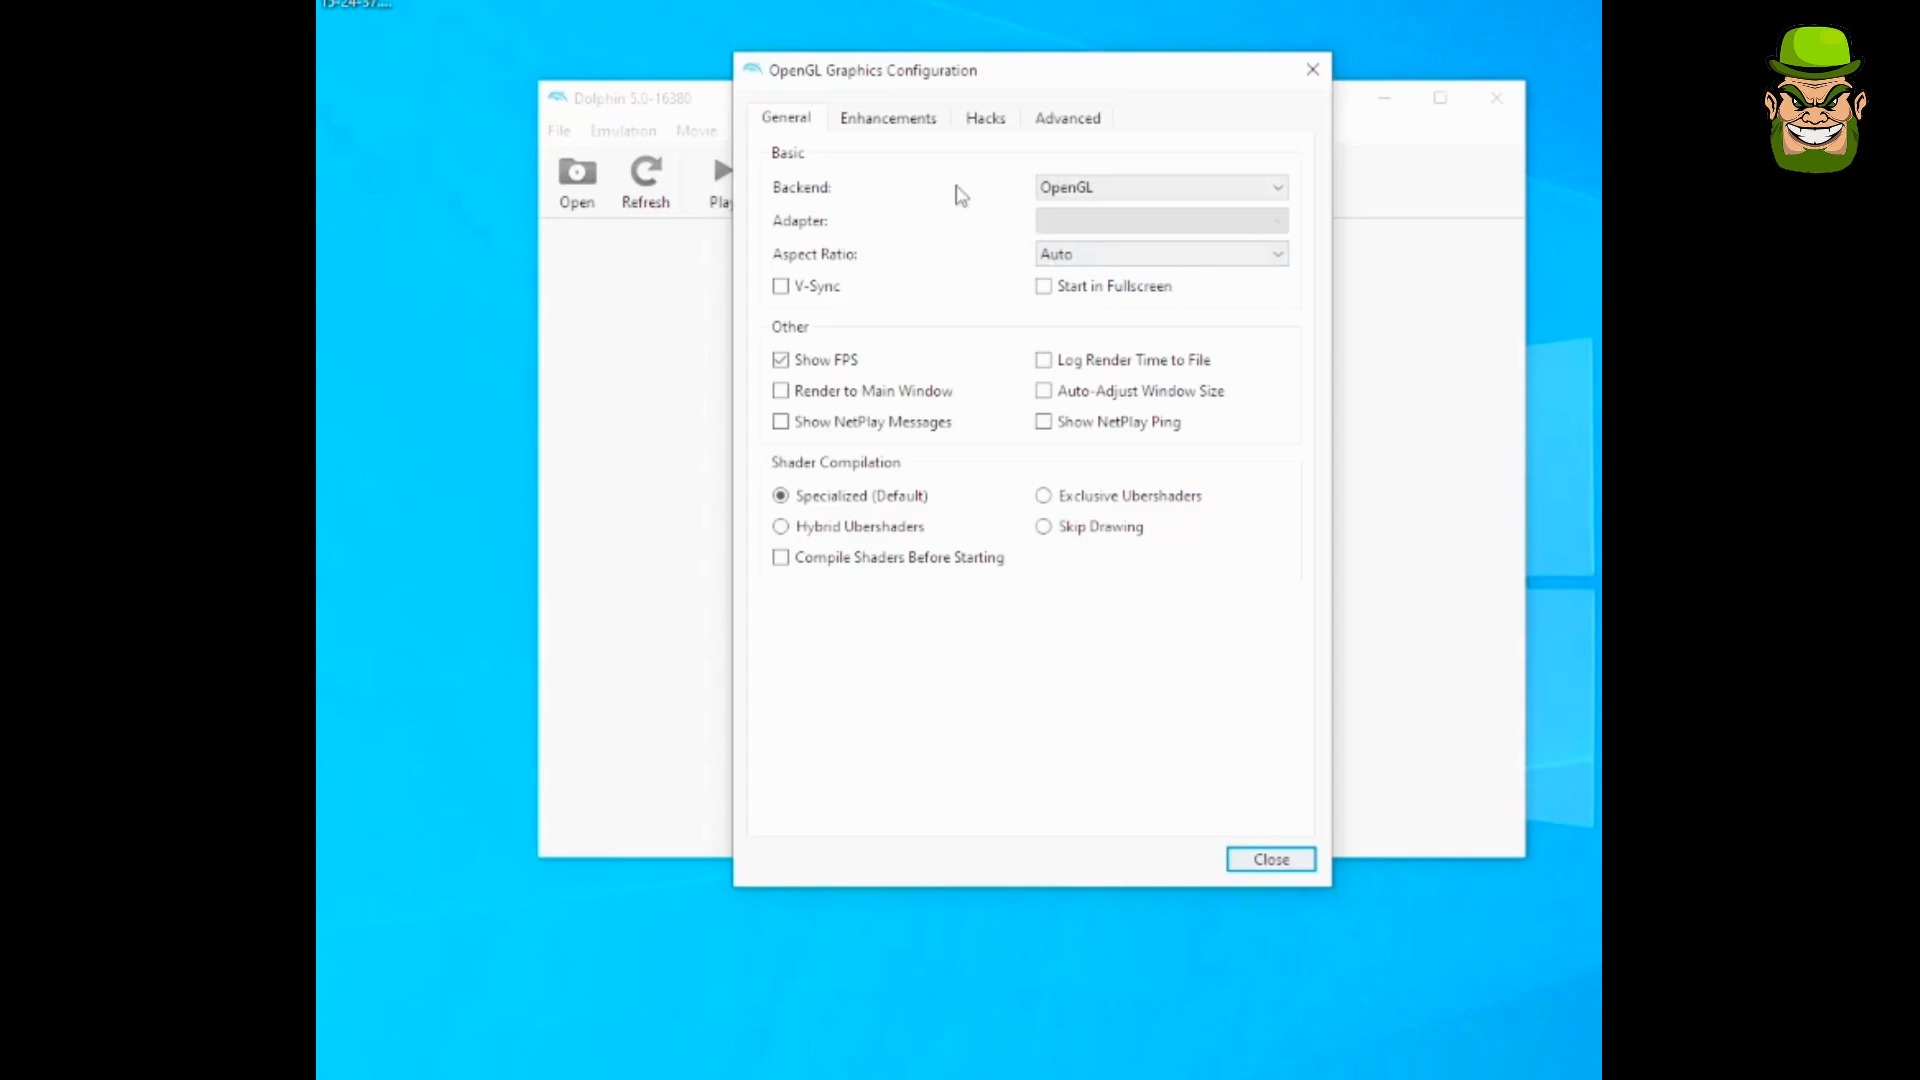 15-24-37....
OpenGL Graphics Configuration
Dolphin 5.0-16380
General Enhancements Hacks Advanced
File Emulation Movie
Basic
Backend: OpenGL
Open Refresh Play
Adapter:
Aspect Ratio: Auto
V-Sync Start in Fullscreen
Other
Show FPS Log Render Time to File
Render to Main Window Auto-Adjust Window Size
Show NetPlay Messages Show NetPlay Ping
Shader Compilation
Specialized (Default) Exclusive Ubershaders
Hybrid Ubershaders Skip Drawing
Compile Shaders Before Starting
Close